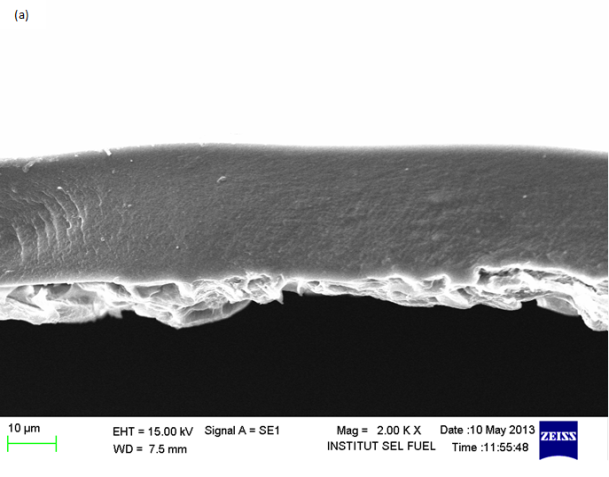 (a)
10 µm
EHT = 15.00 kV Signal A = SE1 Mag = 2.00 K X Date :10 May 2013
WD = 7.5 mm INSTITUT SEL FUEL Time :11:55:48
ZEISS